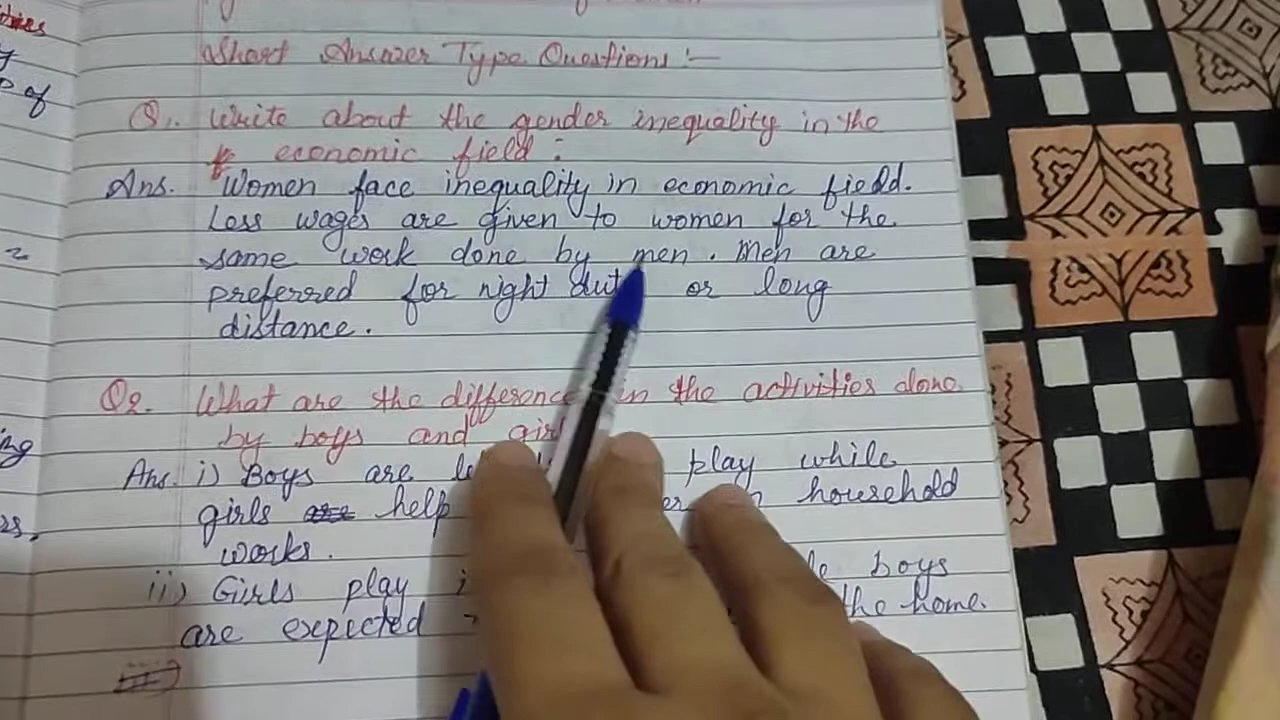 Short Answer Type Questions :-
Q1. Write about the gender inequality in the
economic field :
Ans. Women face inequality in economic field.
Less wages are given to women for the
same work done by men. Men are
preferred for night or long
distance.
Q2. What are the difference in the activities done
by boys and
Ans. i) Boys are play while
girls help household
works.
ii) Girls play boys
are expected the home.